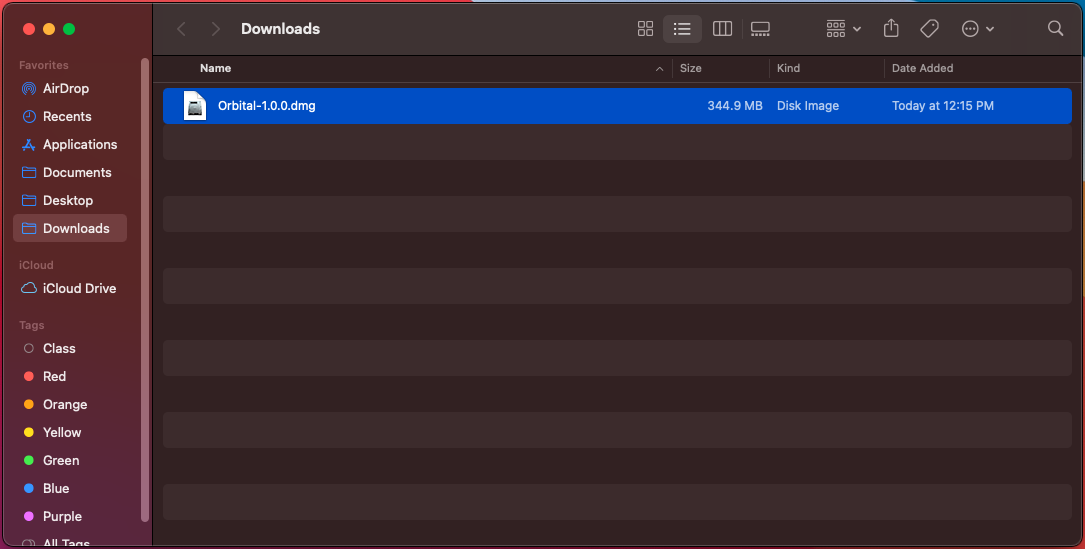 Downloads
Favorites
AirDrop
Recents
Applications
Documents
Desktop
Downloads
iCloud
iCloud Drive
Tags
Class
Red
Orange
Yellow
Green
Blue
Purple
All Tags
Name Size Kind Date Added
Orbital-1.0.0.dmg 344.9 MB Disk Image Today at 12:15 PM